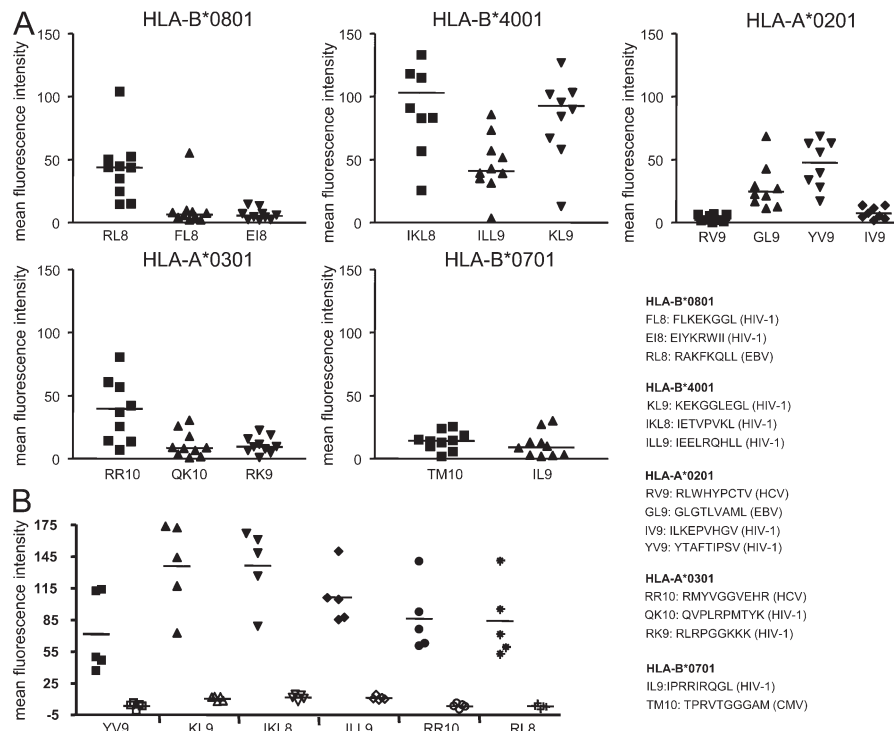 A
HLA-B*0801
mean fluorescence intensity
150
100
50
0
RL8 FL8 EI8
HLA-B*4001
mean fluorescence intensity
150
100
50
0
IKL8 ILL9 KL9
HLA-A*0201
mean fluorescence intensity
150
100
50
0
RV9 GL9 YV9 IV9
HLA-A*0301
mean fluorescence intensity
150
100
50
0
RR10 QK10 RK9
HLA-B*0701
mean fluorescence intensity
150
100
50
0
TM10 IL9
HLA-B*0801
FL8: FLKEKGGL (HIV-1)
EI8: EIYKRWII (HIV-1)
RL8: RAKFKQLL (EBV)
HLA-B*4001
KL9: KEKGGLEGL (HIV-1)
IKL8: IETVPVKL (HIV-1)
ILL9: IEELRQHLL (HIV-1)
HLA-A*0201
RV9: RLWHYPCTV (HCV)
GL9: GLGTLVAML (EBV)
IV9: ILKEPVHGV (HIV-1)
YV9: YTAFTIPSV (HIV-1)
HLA-A*0301
RR10: RMYVGGVEHR (HCV)
QK10: QVPLRPMTYK (HIV-1)
RK9: RLRPGGKKK (HIV-1)
HLA-B*0701
IL9:IPRRIRQGL (HIV-1)
TM10: TPRVTGGGAM (CMV)
B
mean fluorescence intensity
175
145
115
85
55
25
-5
YV9 KL9 IKL8 ILL9 RR10 RL8